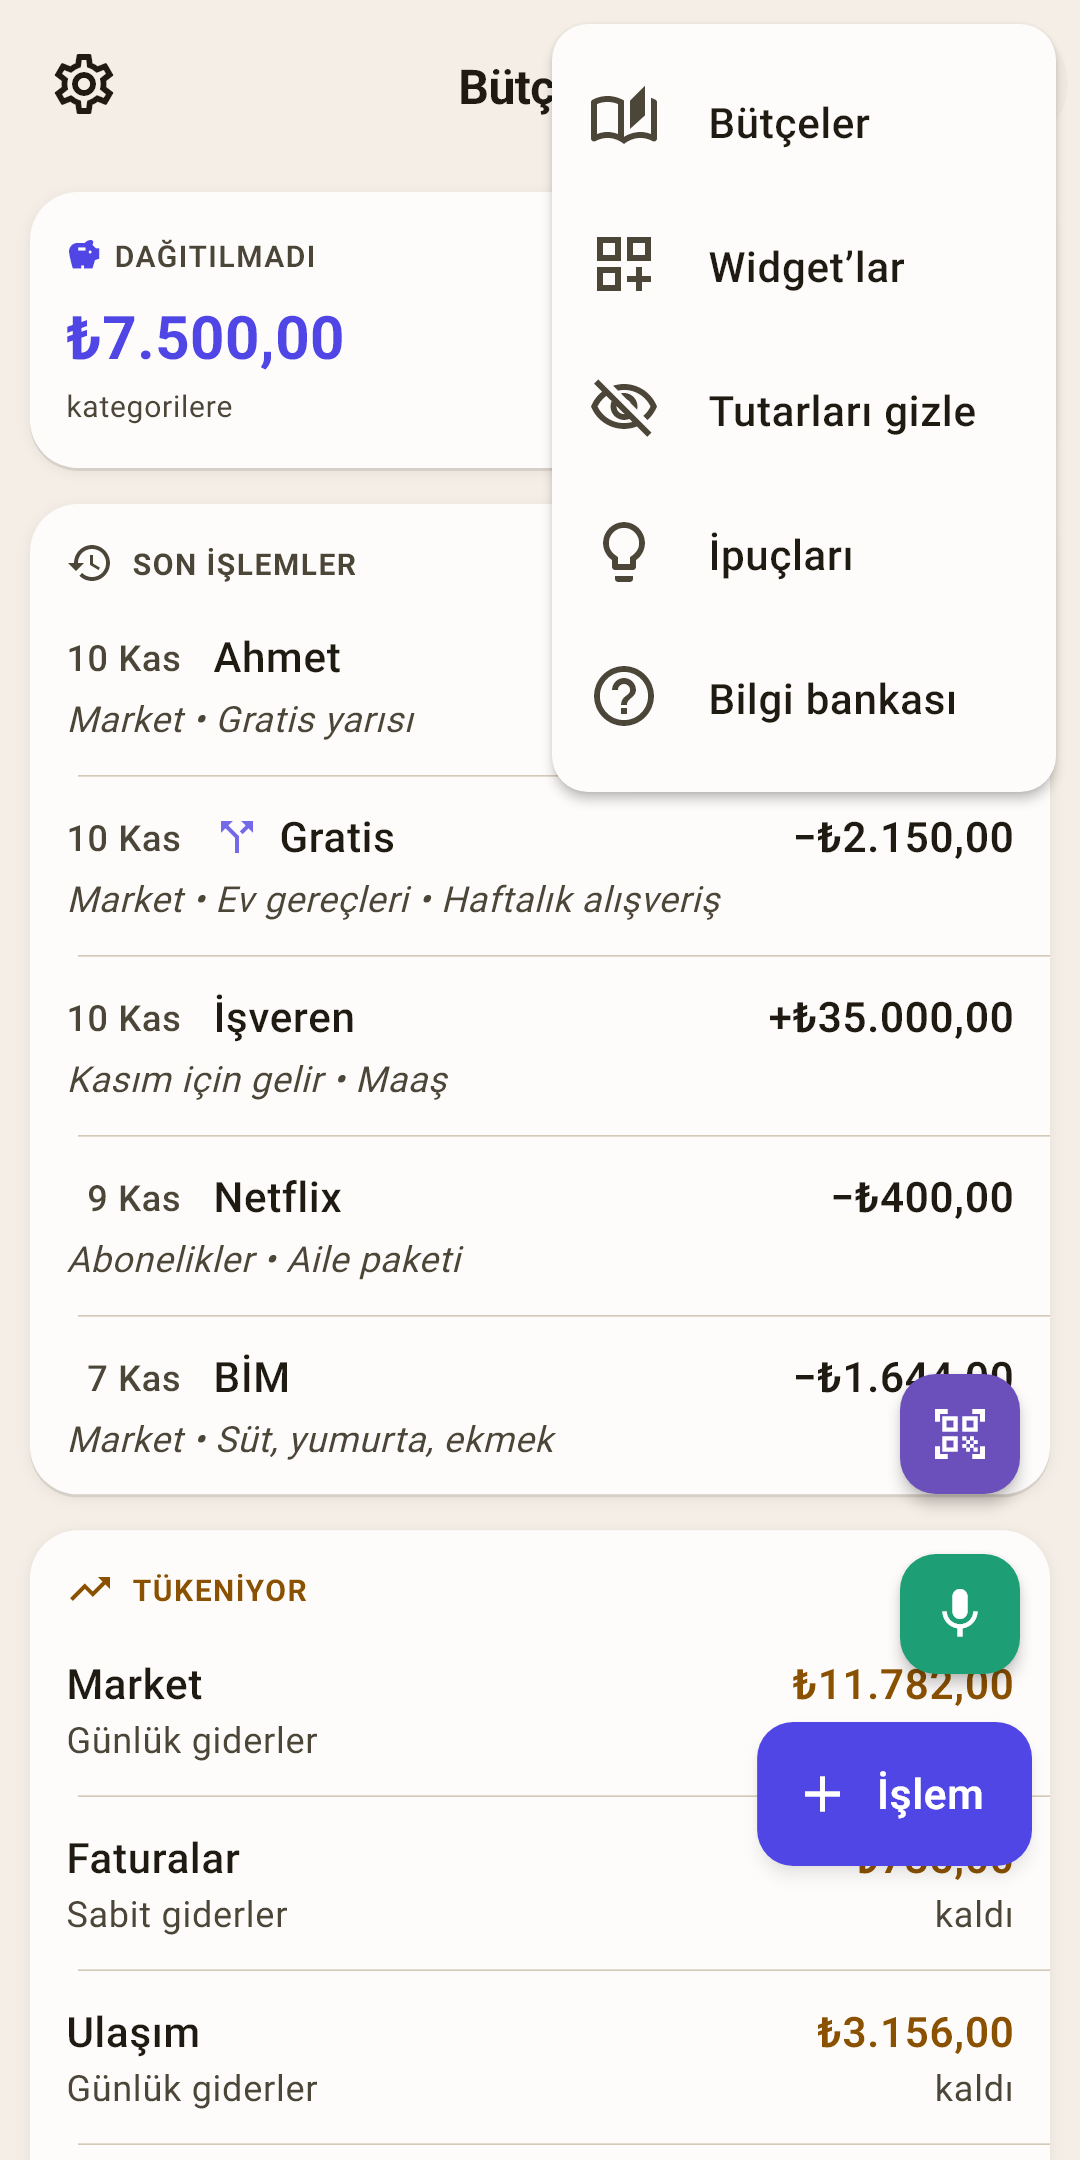 Bütç
Bütçeler
Widget’lar
Tutarları gizle
İpuçları
Bilgi bankası
DAĞITILMADI
₺7.500,00
kategorilere
SON İŞLEMLER
10 Kas Ahmet
Market • Gratis yarısı
10 Kas Gratis −₺2.150,00
Market • Ev gereçleri • Haftalık alışveriş
10 Kas İşveren +₺35.000,00
Kasım için gelir • Maaş
9 Kas Netflix −₺400,00
Abonelikler • Aile paketi
7 Kas BİM −₺1.644,00
Market • Süt, yumurta, ekmek
TÜKENİYOR
Market ₺11.782,00
Günlük giderler
+ İşlem
Faturalar
Sabit giderler kaldı
Ulaşım ₺3.156,00
Günlük giderler kaldı